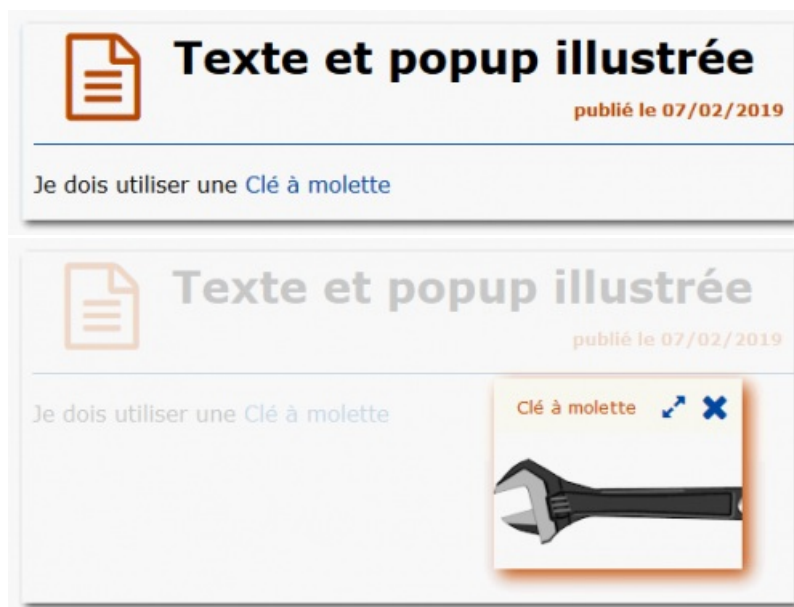 Texte et popup illustrée
publié le 07/02/2019
Je dois utiliser une Clé à molette
Texte et popup illustrée
publié le 07/02/2019
Je dois utiliser une Clé à molette
Clé à molette